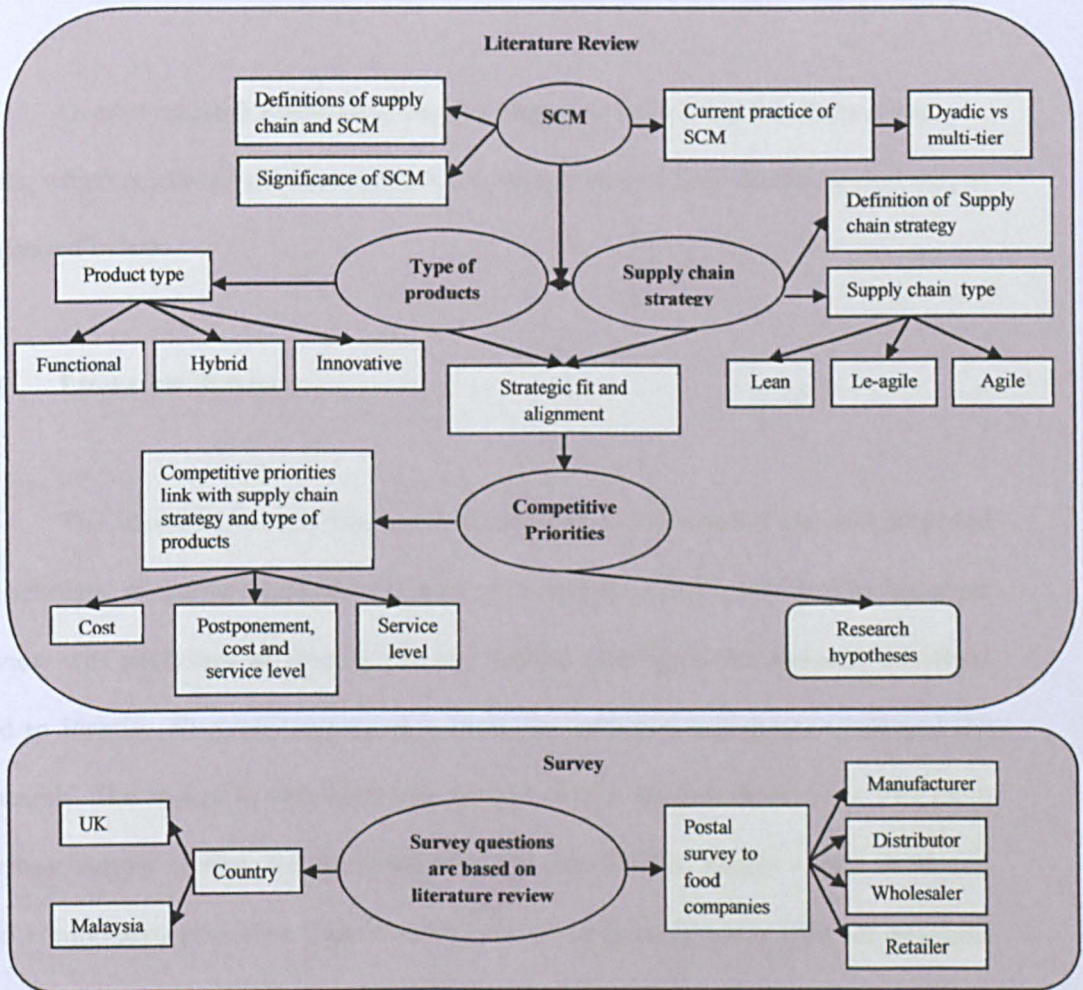 Literature Review
Definitions of supply
chain and SCM
SCM
Current practice of
SCM
Dyadic vs
multi-tier
Significance of SCM
Definition of Supply
chain strategy
Product type
Type of
products
Supply chain
strategy
Supply chain type
Functional
Hybrid
Innovative
Strategic fit and
alignment
Lean
Le-agile
Agile
Competitive priorities
link with supply chain
strategy and type of
products
Competitive
Priorities
Cost
Postponement,
cost and
service level
Service
level
Research
hypotheses
Survey
UK
Country
Malaysia
Survey questions
are based on
literature review
Postal
survey to
food
companies
Manufacturer
Distributor
Wholesaler
Retailer